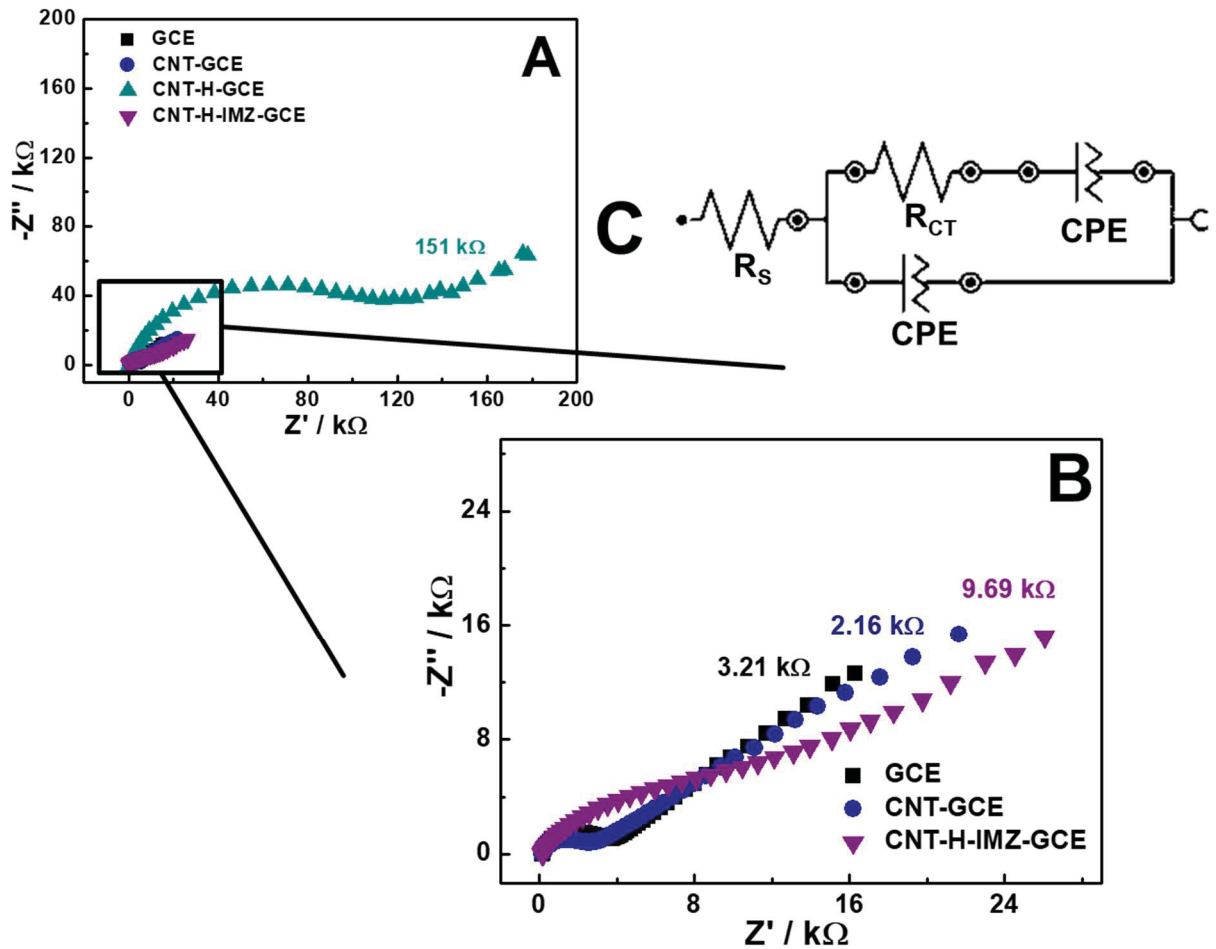 200
160
120
80
40
0
-Z" / kΩ
GCE
CNT-GCE
CNT-H-GCE
CNT-H-IMZ-GCE
A
151 kΩ
0 40 80 120 160 200
Z' / kΩ
C
R_S
R_CT
CPE
CPE
B
24
16
8
0
-Z" / kΩ
9.69 kΩ
2.16 kΩ
3.21 kΩ
GCE
CNT-GCE
CNT-H-IMZ-GCE
0 8 16 24
Z' / kΩ